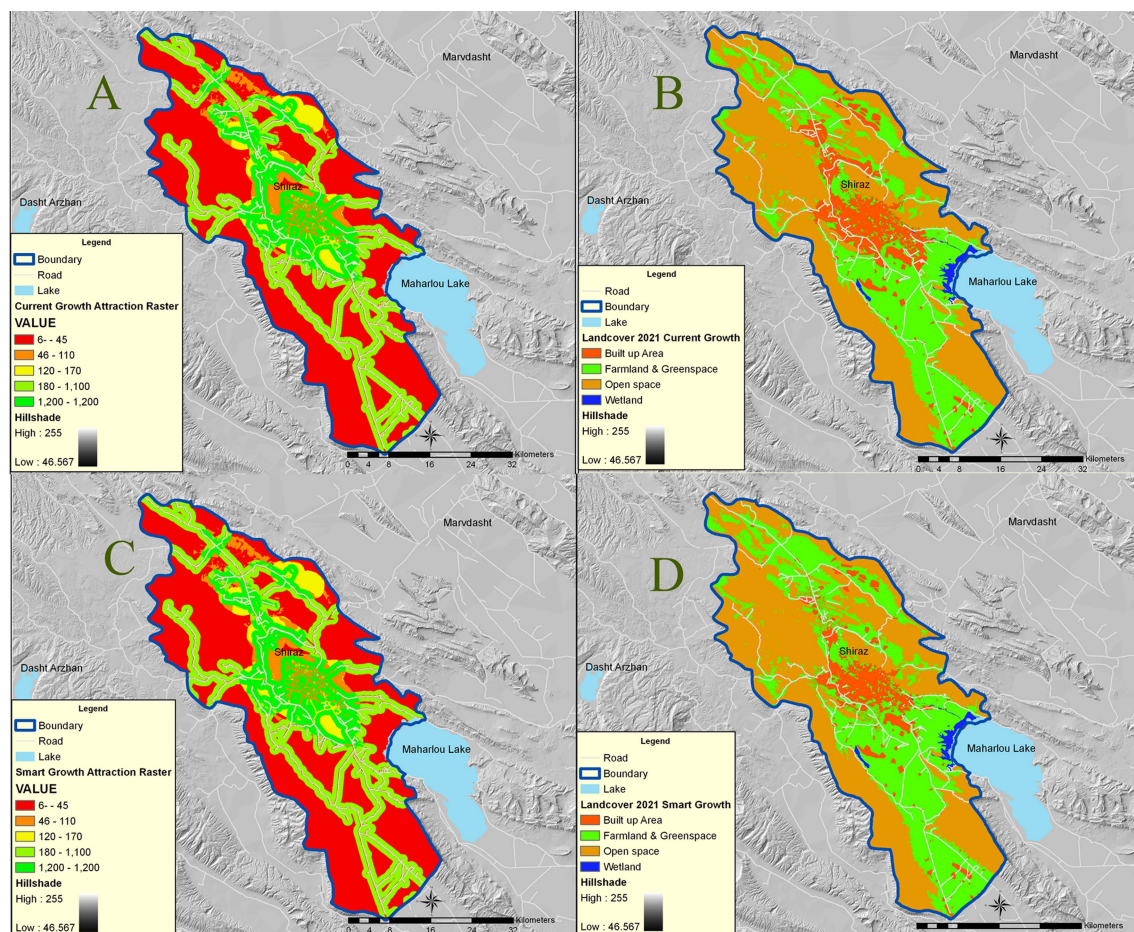 A
Marvdasht
Shiraz
Dasht Arzhan
Maharlou Lake
Legend
Boundary
Road
Lake
Current Growth Attraction Raster
VALUE
6- - 45
46 - 110
120 - 170
180 - 1,100
1,200 - 1,200
Hillshade
High : 255
Low : 46.567
Kilometers
0 4 8 16 24 32
B
Marvdasht
Shiraz
Dasht Arzhan
Maharlou Lake
Legend
Road
Boundary
Lake
Landcover 2021 Current Growth
Built up Area
Farmland & Greenspace
Open space
Wetland
Hillshade
High : 255
Low : 46.567
Kilometers
0 4 8 16 24 32
C
Marvdasht
Shiraz
Dasht Arzhan
Maharlou Lake
Legend
Boundary
Road
Lake
Smart Growth Attraction Raster
VALUE
6- - 45
46 - 110
120 - 170
180 - 1,100
1,200 - 1,200
Hillshade
High : 255
Low : 46.567
Kilometers
0 4 8 16 24 32
D
Marvdasht
Shiraz
Dasht Arzhan
Maharlou Lake
Legend
Road
Boundary
Lake
Landcover 2021 Smart Growth
Built up Area
Farmland & Greenspace
Open space
Wetland
Hillshade
High : 255
Low : 46.567
Kilometers